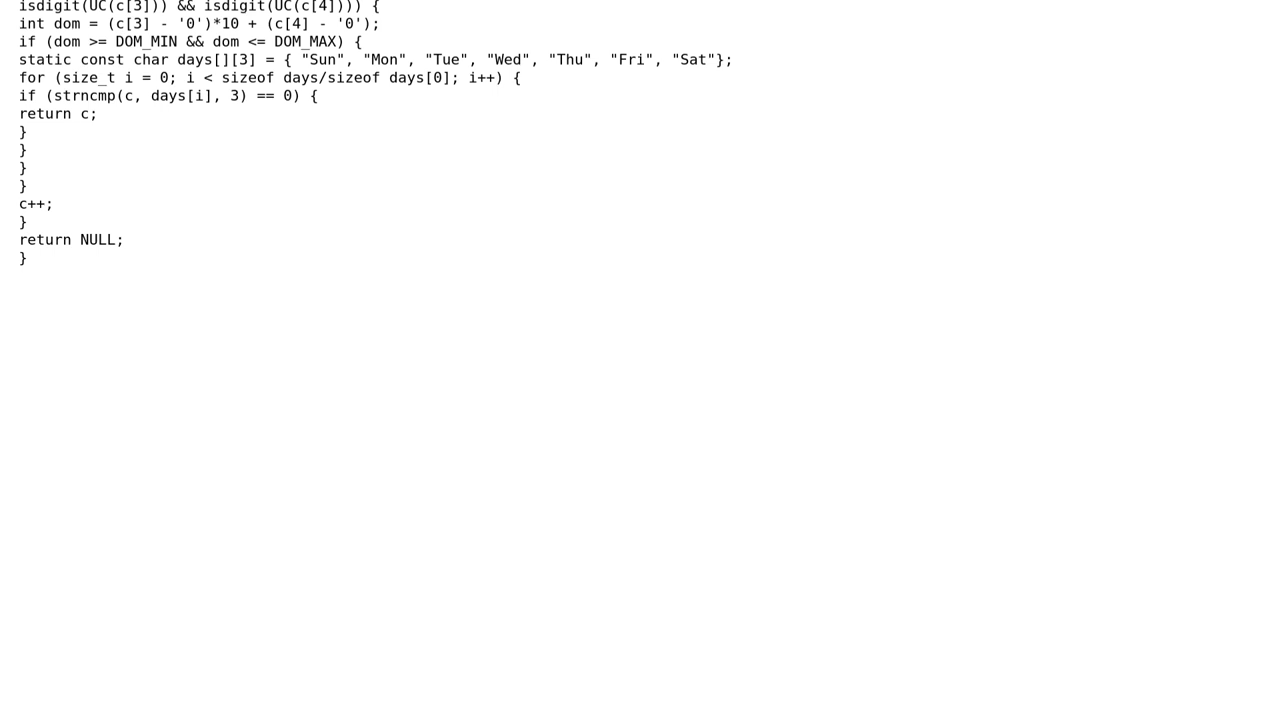 isdigit(UC(c[3])) && isdigit(UC(c[4]))) {
int dom = (c[3] - '0')*10 + (c[4] - '0');
if (dom >= DOM_MIN && dom <= DOM_MAX) {
static const char days[][3] = { "Sun", "Mon", "Tue", "Wed", "Thu", "Fri", "Sat"};
for (size_t i = 0; i < sizeof days/sizeof days[0]; i++) {
if (strncmp(c, days[i], 3) == 0) {
return c;
}
}
}
}
c++;
}
return NULL;
}